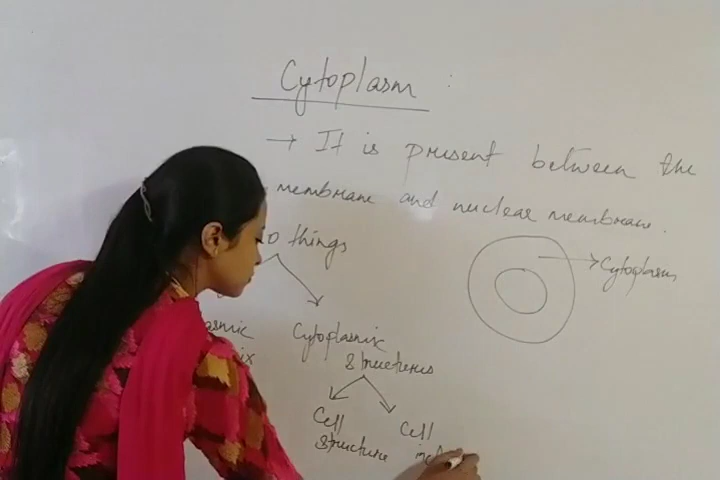 Cytoplasm :
→ It is present between the
membrane and nuclear membrane.
things
Cytoplasm
Cytoplasmic
structures
Cell
structure
Cell